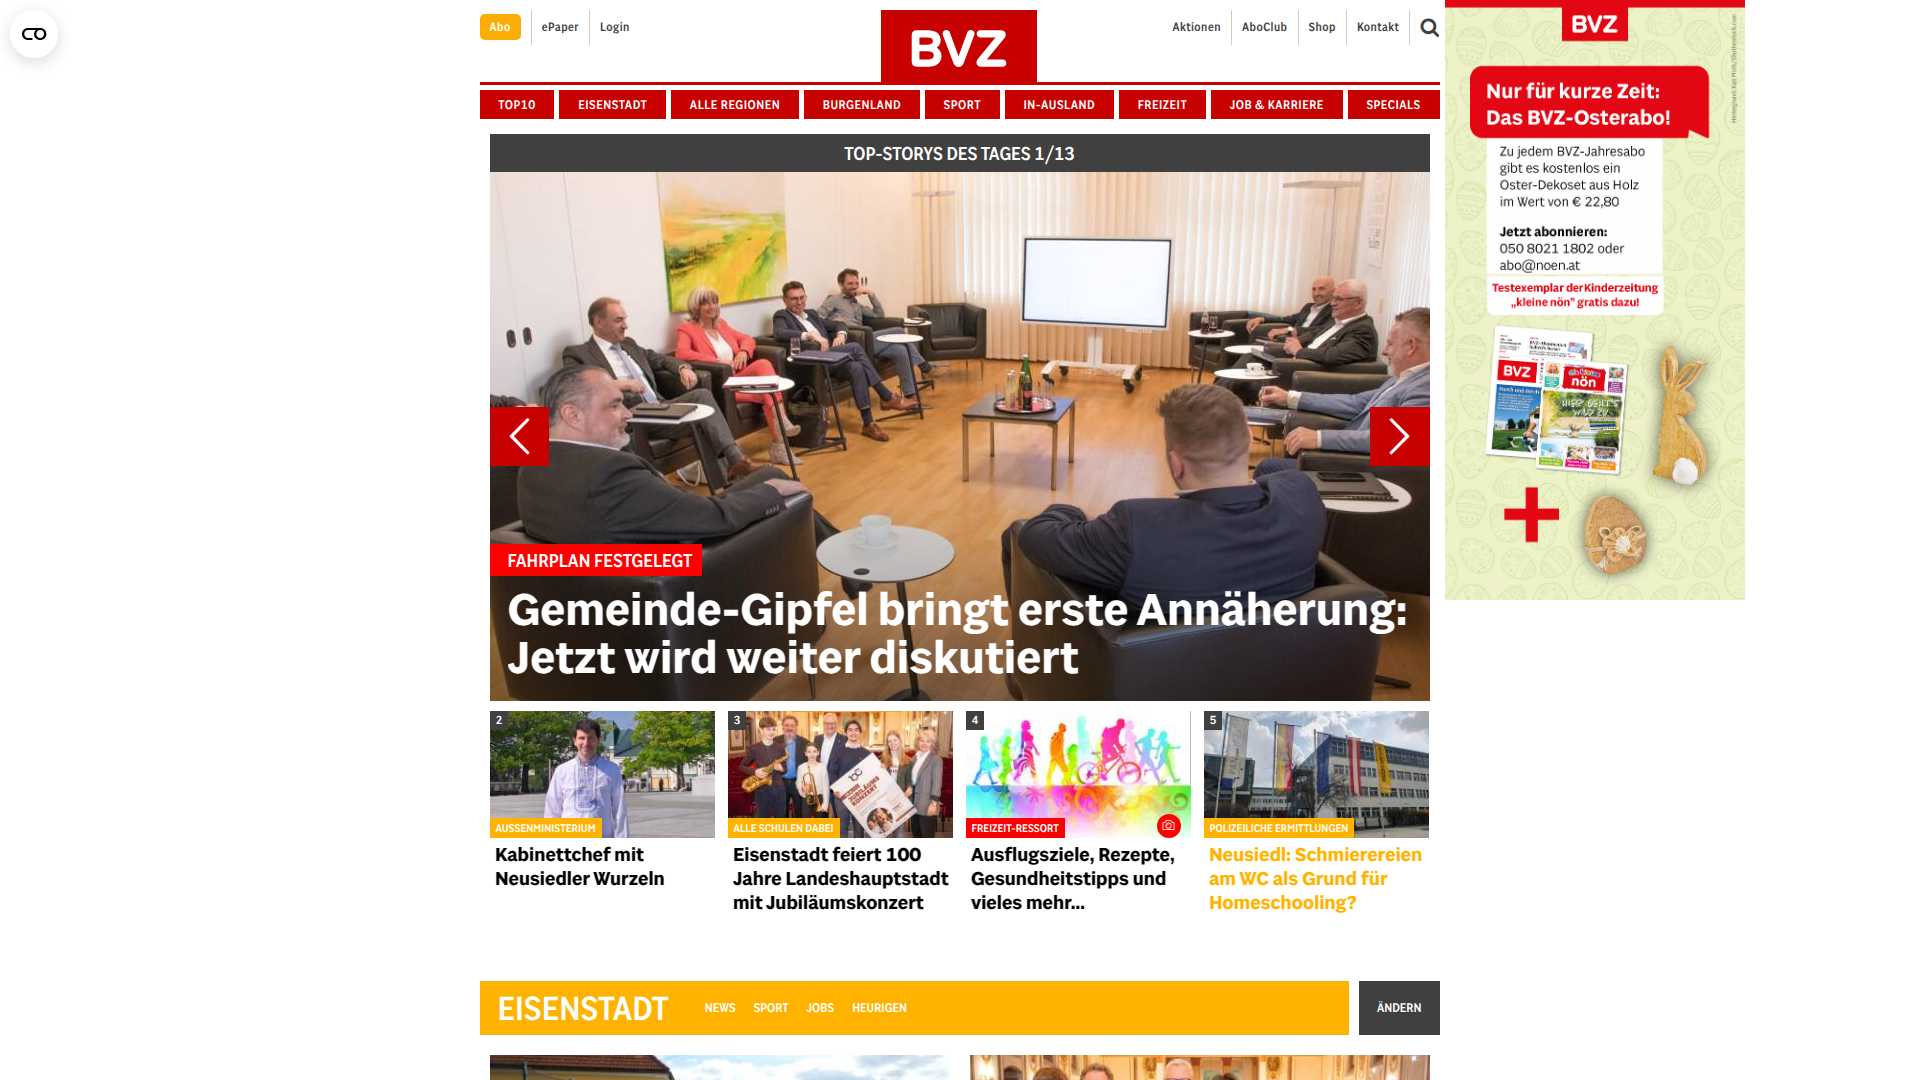 Abo
ePaper
Login
BVZ
Aktionen
AboClub
Shop
Kontakt
TOP10
EISENSTADT
ALLE REGIONEN
BURGENLAND
SPORT
IN-AUSLAND
FREIZEIT
JOB & KARRIERE
SPECIALS
TOP-STORYS DES TAGES 1/13
FAHRPLAN FESTGELEGT
Gemeinde-Gipfel bringt erste Annäherung:
Jetzt wird weiter diskutiert
2
AUSSENMINISTERIUM
Kabinettchef mit
Neusiedler Wurzeln
3
JUBILÄUMS
KONZERT
ALLE SCHULEN DABEI
Eisenstadt feiert 100
Jahre Landeshauptstadt
mit Jubiläumskonzert
4
FREIZEIT-RESSORT
Ausflugsziele, Rezepte,
Gesundheitstipps und
vieles mehr...
5
POLIZEILICHE ERMITTLUNGEN
Neusiedl: Schmierereien
am WC als Grund für
Homeschooling?
EISENSTADT
NEWS
SPORT
JOBS
HEURIGEN
ÄNDERN
BVZ
Nur für kurze Zeit:
Das BVZ-Osterabo!
Zu jedem BVZ-Jahresabo
gibt es kostenlos ein
Oster-Dekoset aus Holz
im Wert von € 22,80
Jetzt abonnieren:
050 8021 1802 oder
abo@noen.at
Testexemplar der Kinderzeitung
„kleine nön" gratis dazu!
BVZ
nön